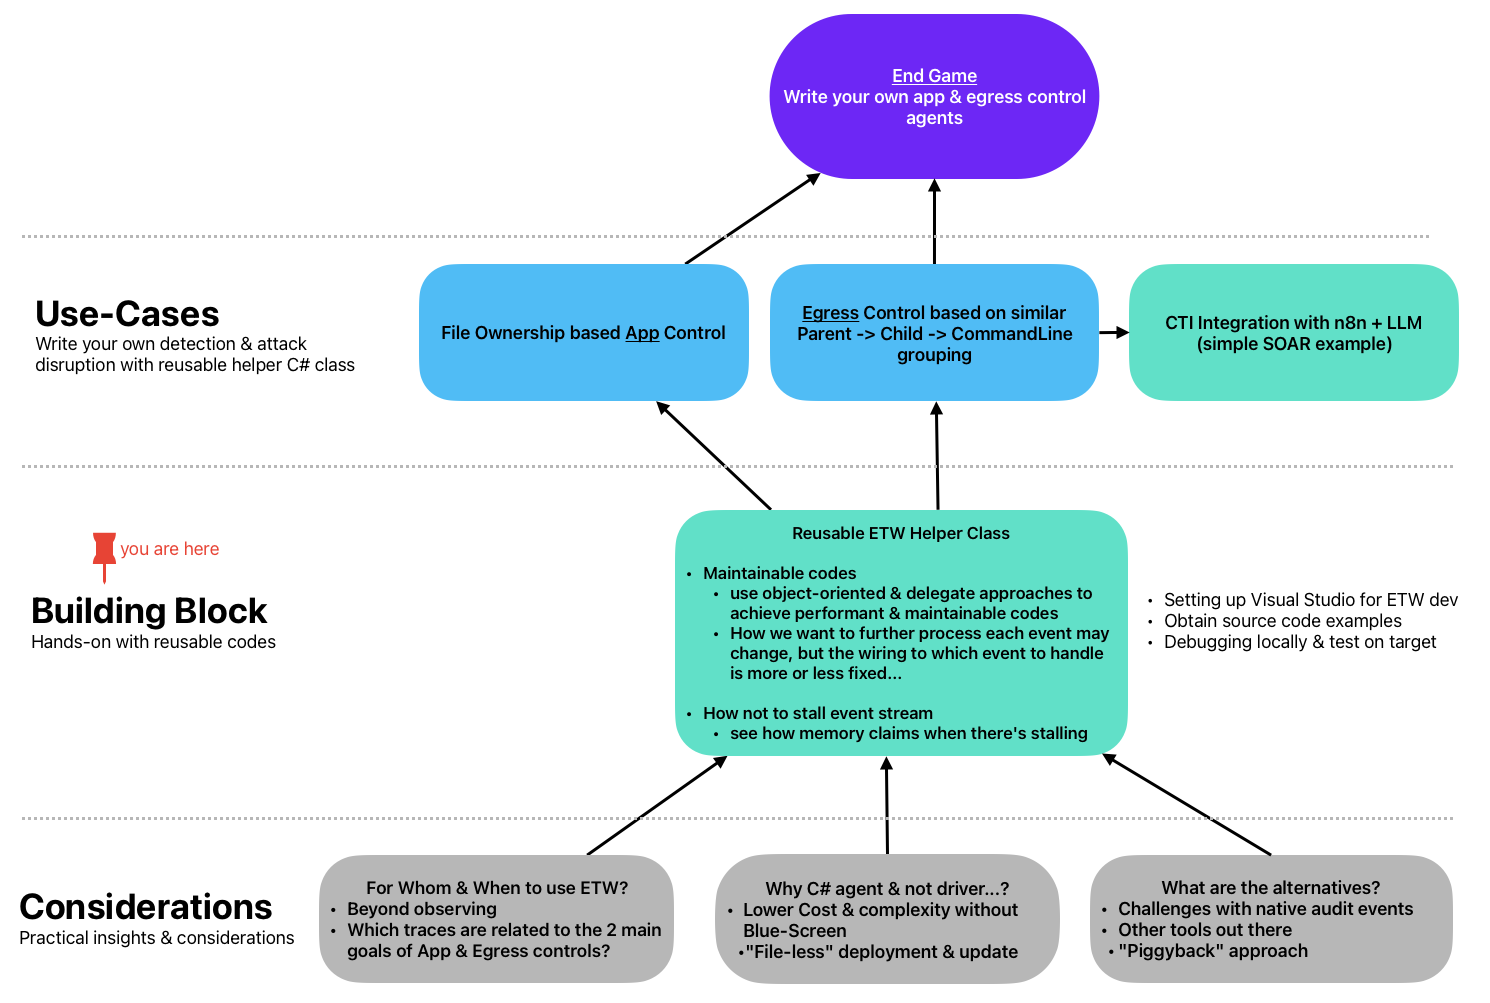 End Game
Write your own app & egress control
agents
Use-Cases
Write your own detection & attack
disruption with reusable helper C# class
File Ownership based App Control
Egress Control based on similar
Parent -> Child -> CommandLine
grouping
CTI Integration with n8n + LLM
(simple SOAR example)
you are here
Building Block
Hands-on with reusable codes
Reusable ETW Helper Class
• Maintainable codes
• use object-oriented & delegate approaches to
achieve performant & maintainable codes
• How we want to further process each event may
change, but the wiring to which event to handle
is more or less fixed...
• How not to stall event stream
• see how memory claims when there's stalling
• Setting up Visual Studio for ETW dev
• Obtain source code examples
• Debugging locally & test on target
Considerations
Practical insights & considerations
For Whom & When to use ETW?
• Beyond observing
• Which traces are related to the 2 main
goals of App & Egress controls?
Why C# agent & not driver...?
• Lower Cost & complexity without
Blue-Screen
• "File-less" deployment & update
What are the alternatives?
• Challenges with native audit events
• Other tools out there
• "Piggyback" approach